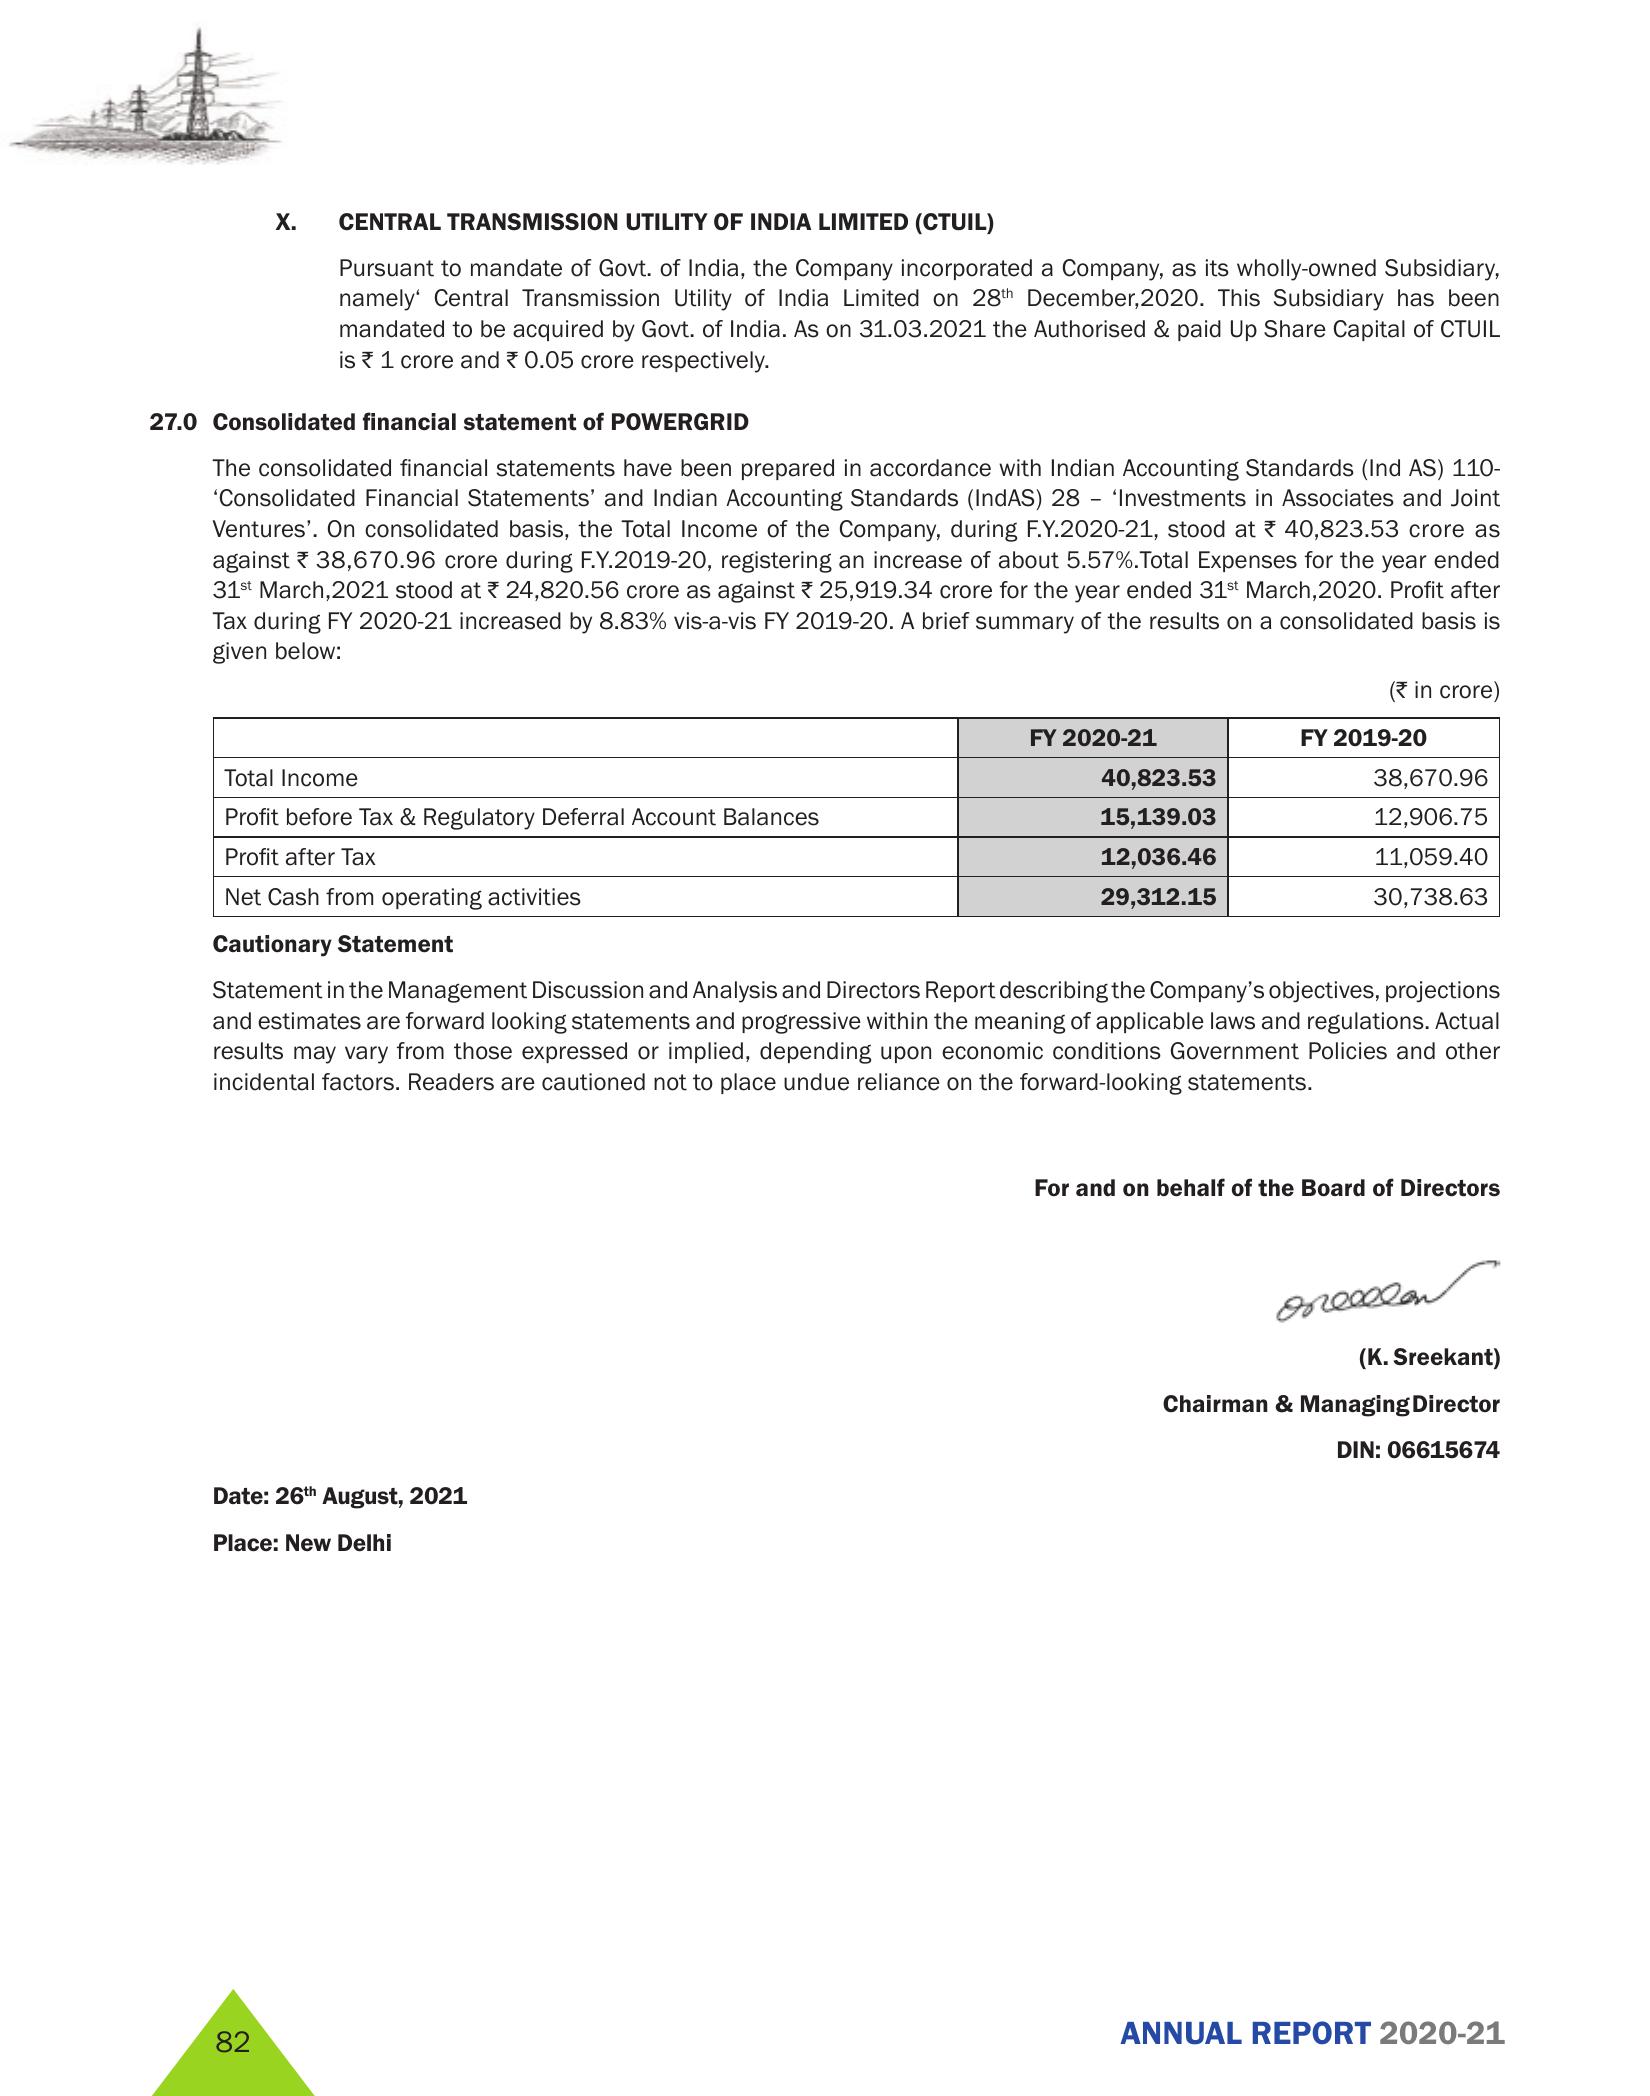 X. CENTRAL TRANSMISSION UTILITY OF INDIA LIMITED (CTUIL)
Pursuant to mandate of Govt. of India, the Company incorporated a Company, as its wholly-owned Subsidiary,
namely‘ Central Transmission Utility of India Limited on 28th December,2020. This Subsidiary has been
mandated to be acquired by Govt. of India. As on 31.03.2021 the Authorised & paid Up Share Capital of CTUIL
is ₹ 1 crore and ₹ 0.05 crore respectively.
27.0 Consolidated financial statement of POWERGRID
The consolidated financial statements have been prepared in accordance with Indian Accounting Standards (Ind AS) 110-
‘Consolidated Financial Statements’ and Indian Accounting Standards (IndAS) 28 – ‘Investments in Associates and Joint
Ventures’. On consolidated basis, the Total Income of the Company, during F.Y.2020-21, stood at ₹ 40,823.53 crore as
against ₹ 38,670.96 crore during F.Y.2019-20, registering an increase of about 5.57%.Total Expenses for the year ended
31st March,2021 stood at ₹ 24,820.56 crore as against ₹ 25,919.34 crore for the year ended 31st March,2020. Profit after
Tax during FY 2020-21 increased by 8.83% vis-a-vis FY 2019-20. A brief summary of the results on a consolidated basis is
given below:
(₹ in crore)
FY 2020-21 FY 2019-20
Total Income 40,823.53 38,670.96
Profit before Tax & Regulatory Deferral Account Balances 15,139.03 12,906.75
Profit after Tax 12,036.46 11,059.40
Net Cash from operating activities 29,312.15 30,738.63
Cautionary Statement
Statement in the Management Discussion and Analysis and Directors Report describing the Company’s objectives, projections
and estimates are forward looking statements and progressive within the meaning of applicable laws and regulations. Actual
results may vary from those expressed or implied, depending upon economic conditions Government Policies and other
incidental factors. Readers are cautioned not to place undue reliance on the forward-looking statements.
For and on behalf of the Board of Directors
(K. Sreekant)
Chairman & Managing Director
DIN: 06615674
Date: 26th August, 2021
Place: New Delhi
82
ANNUAL REPORT 2020-21